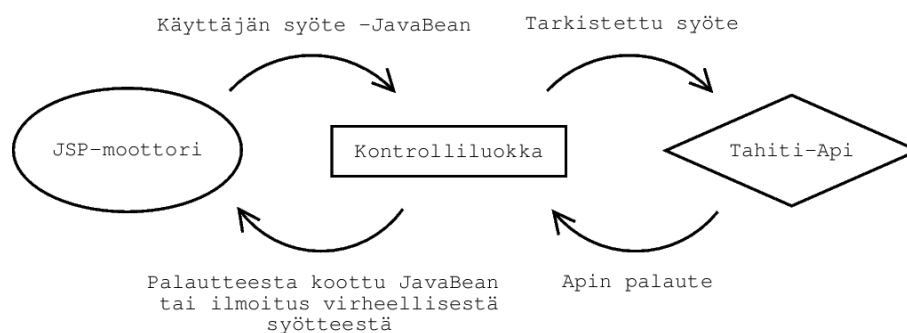 Käyttäjän syöte -JavaBean
Tarkistettu syöte
JSP-moottori
Kontrolliluokka
Tahiti-Api
Palautteesta koottu JavaBean
tai ilmoitus virheellisestä
syötteestä
Apin palaute